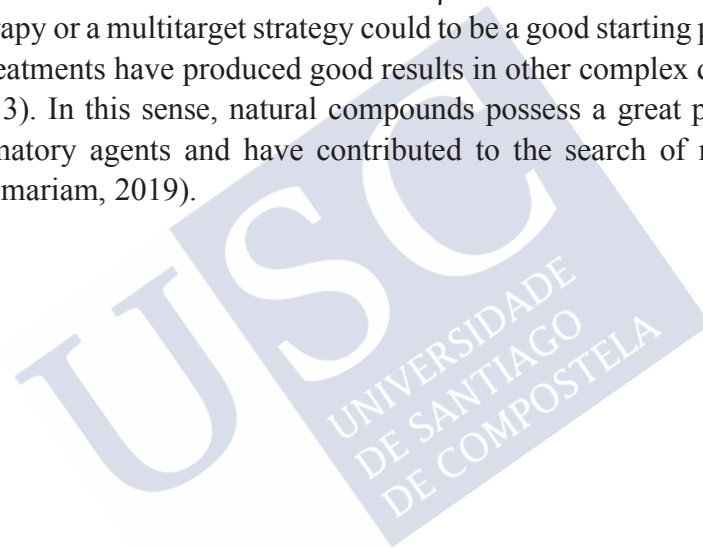 rapy or a multitarget strategy could to be a good starting p
eatments have produced good results in other complex
3). In this sense, natural compounds possess a great p
matory agents and have contributed to the search of
mariam, 2019).
USC
UNIVERSIDADE
DE SANTIAGO
DE COMPOSTELA